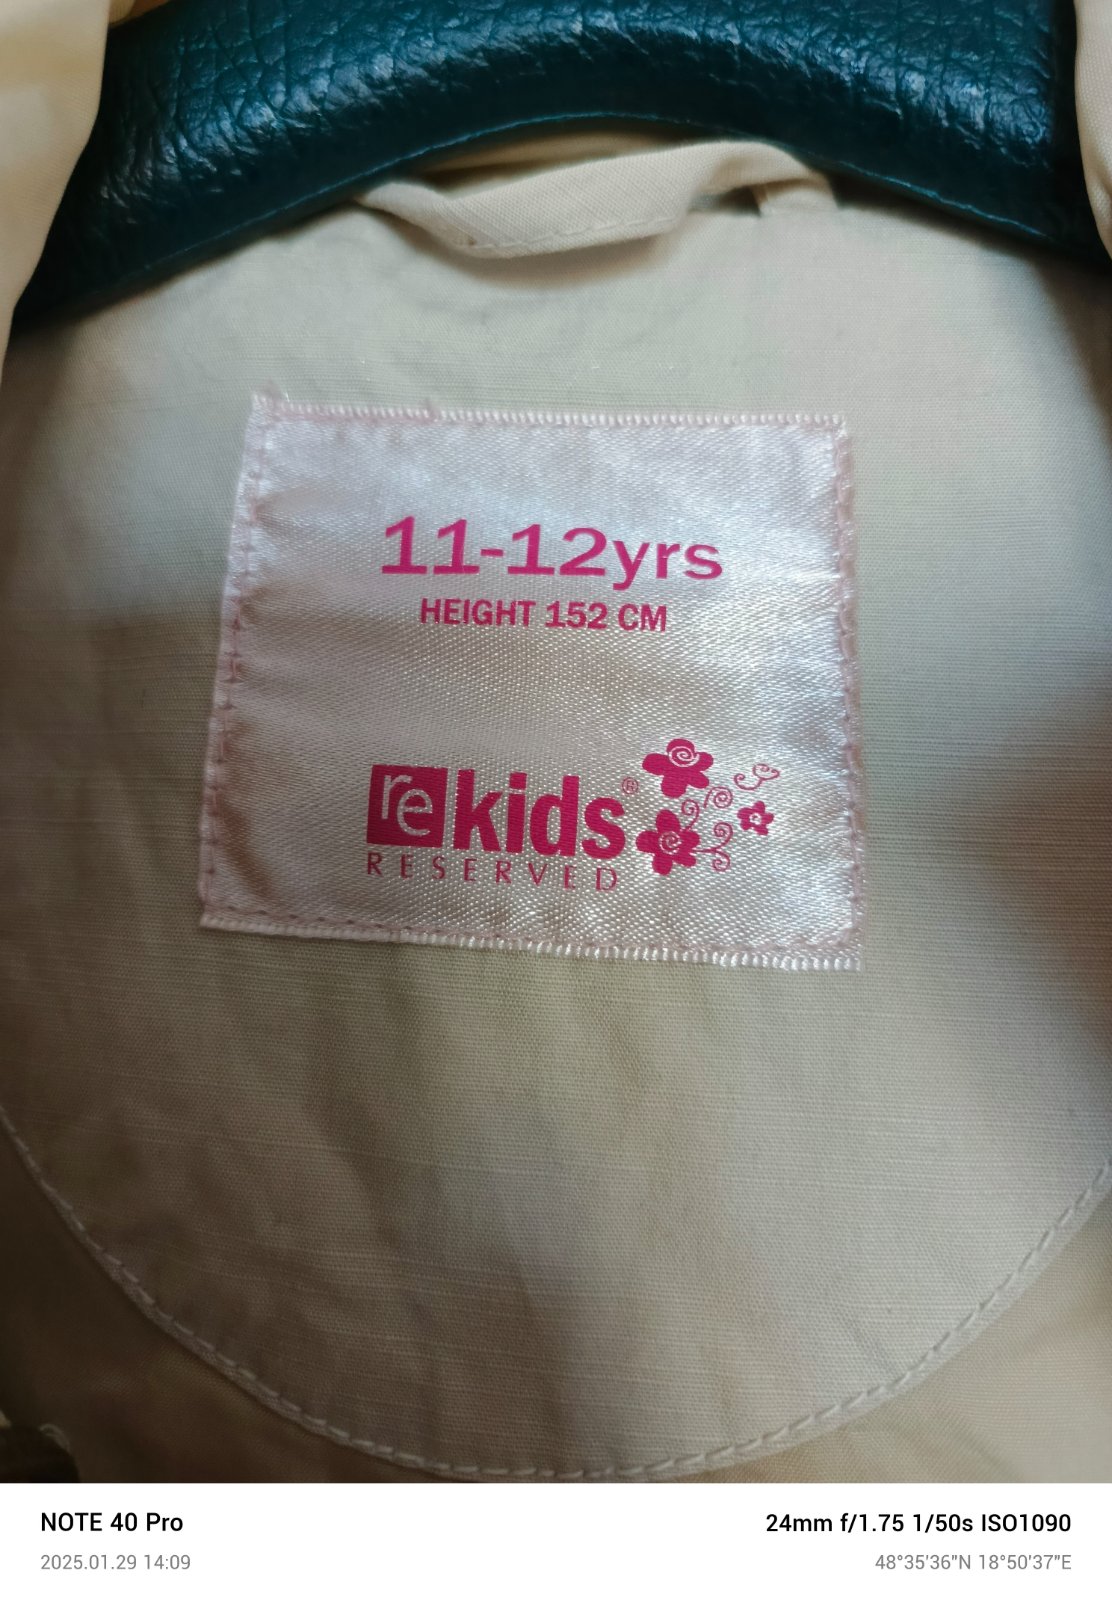 11-12yrs
HEIGHT 152 CM
re kids®
RESERVED
NOTE 40 Pro
24mm f/1.75 1/50s ISO1090
2025.01.29 14:09
48°35'36"N 18°50'37"E